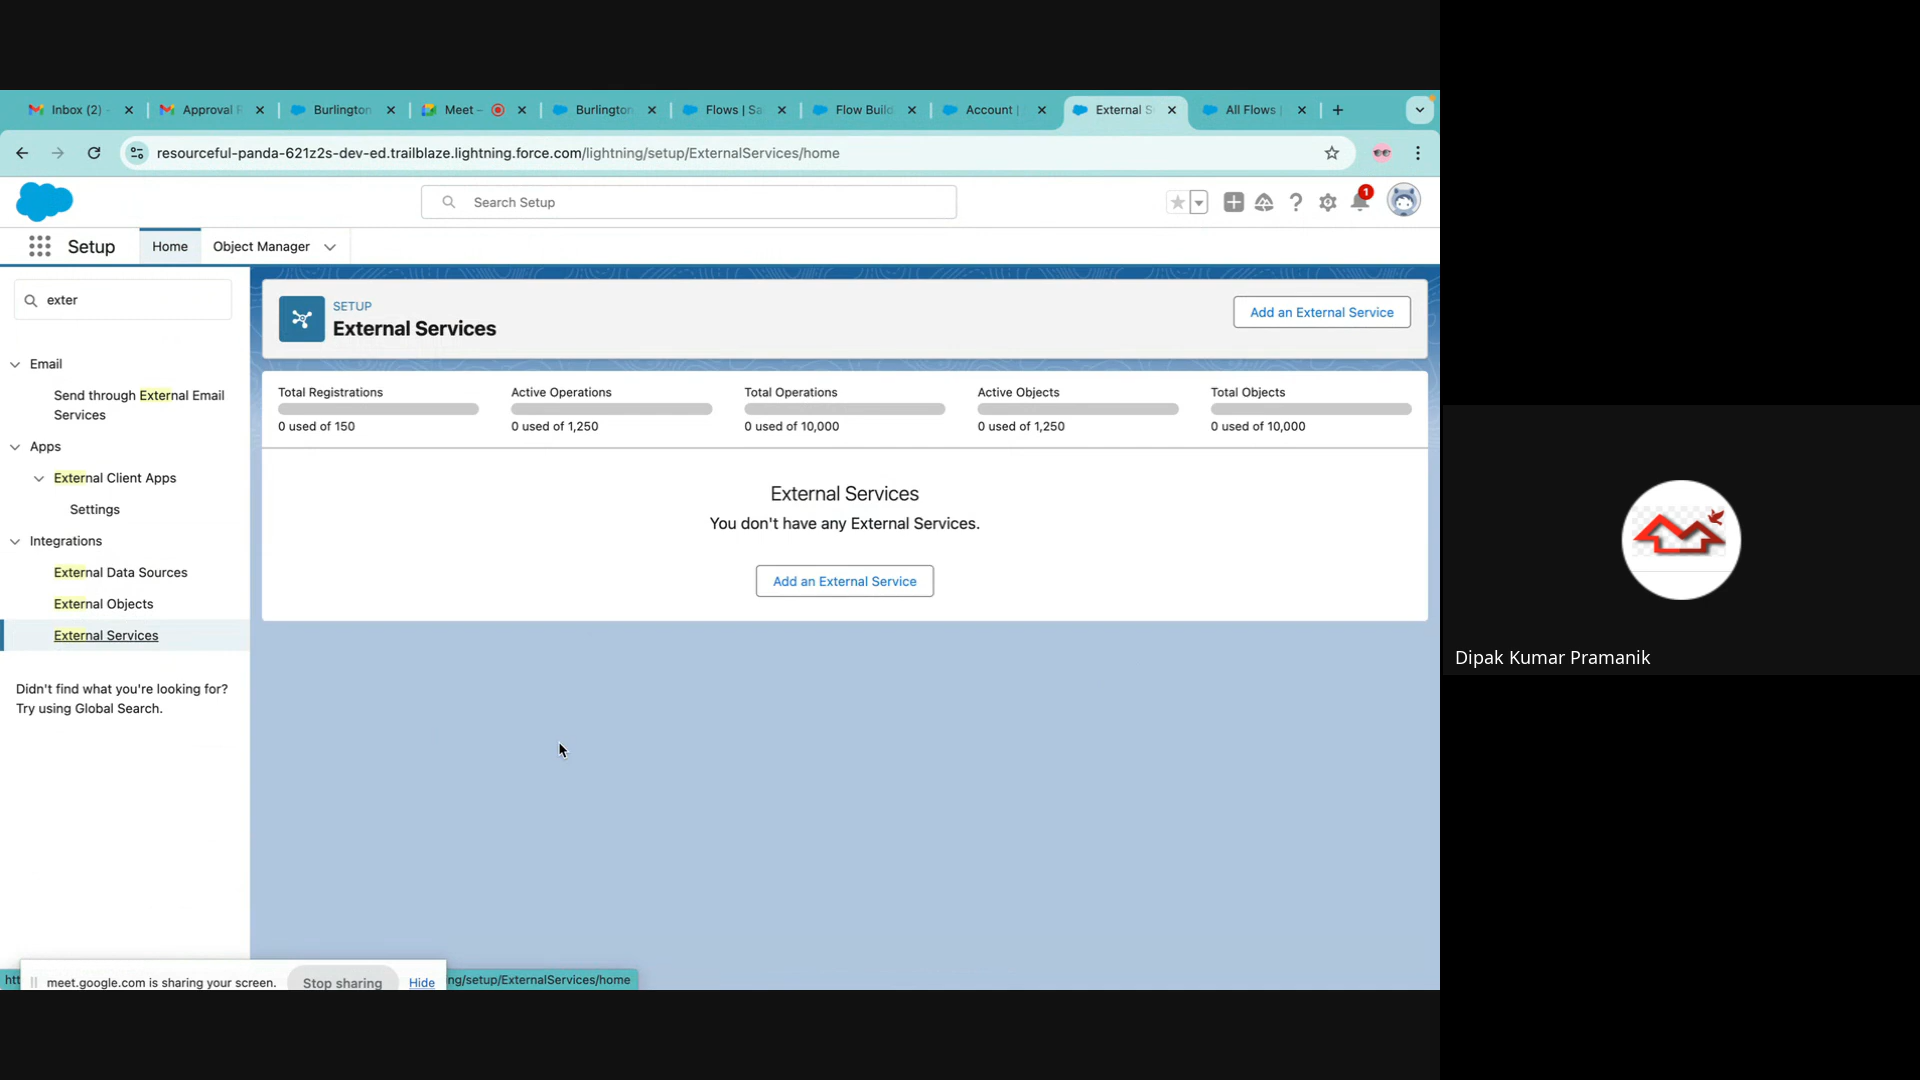 Inbox (2) -
Approval R
Burlington
Meet -
Burlington
Flows | Sa
Flow Build
Account |
External S
All Flows |
resourceful-panda-621z2s-dev-ed.trailblaze.lightning.force.com/lightning/setup/ExternalServices/home
Search Setup
1
Setup
Home
Object Manager
exter
SETUP
External Services
Add an External Service
Email
Send through External Email
Services
Apps
External Client Apps
Settings
Integrations
External Data Sources
External Objects
External Services
Didn't find what you're looking for?
Try using Global Search.
Total Registrations
0 used of 150
Active Operations
0 used of 1,250
Total Operations
0 used of 10,000
Active Objects
0 used of 1,250
Total Objects
0 used of 10,000
External Services
You don't have any External Services.
Add an External Service
Dipak Kumar Pramanik
htt
meet.google.com is sharing your screen.
Stop sharing
Hide
ng/setup/ExternalServices/home